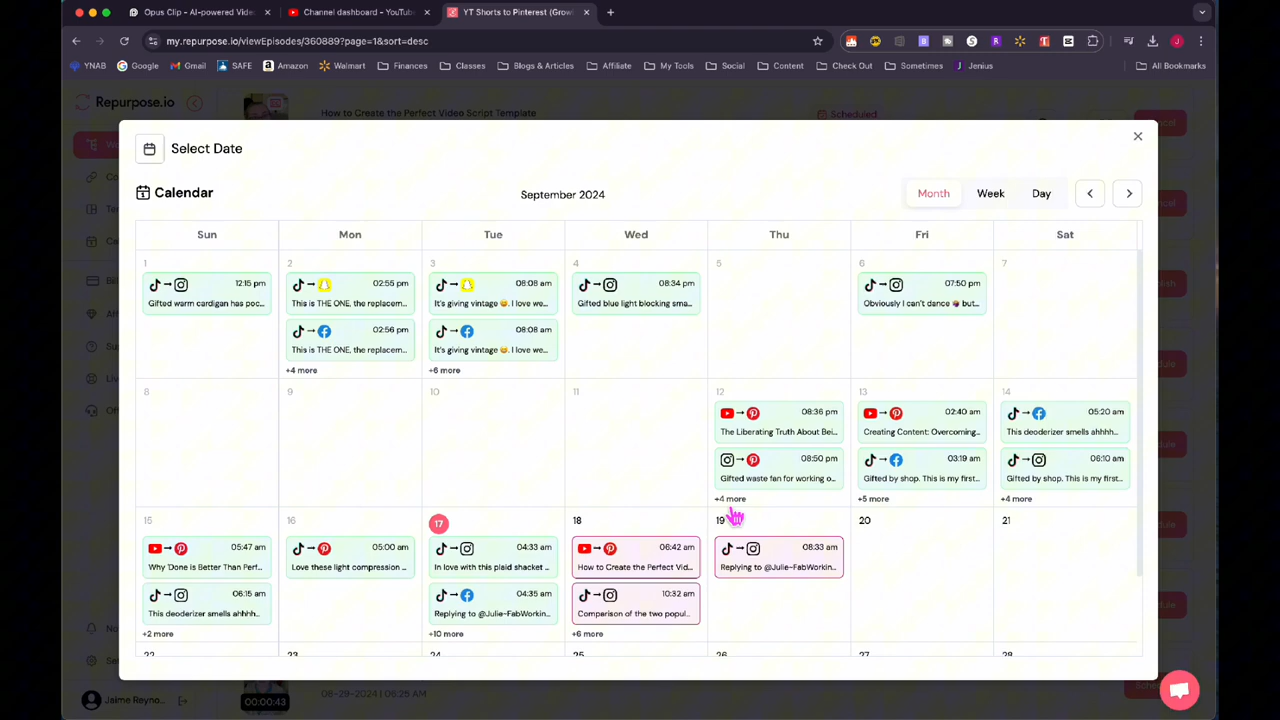 Opus Clip - AI-powered Vide
Channel dashboard - YouTube
YT Shorts to Pinterest (Grow
my.repurpose.io/viewEpisodes/360889?page=1&sort=desc
YNAB
Google
Gmail
SAFE
Amazon
Walmart
Finances
Classes
Blogs & Articles
Affiliate
My Tools
Social
Content
Check Out
Sometimes
Jenius
All Bookmarks
Repurpose.io
How to Create the Perfect Video Script Template
Scheduled
Select Date
Calendar
September 2024
Month
Week
Day
Sun
Mon
Tue
Wed
Thu
Fri
Sat
1
12:15 pm
Gifted warm cardigan has poc...
2
02:55 pm
This is THE ONE, the replacem...
02:56 pm
This is THE ONE, the replacem...
+4 more
3
08:08 am
It's giving vintage 😄. I love we...
08:08 am
It's giving vintage 😄. I love we...
+6 more
4
08:34 pm
Gifted blue light blocking sma...
5
6
07:50 pm
Obviously I can't dance but...
7
8
9
10
11
12
08:36 pm
The Liberating Truth About Bei...
08:50 pm
Gifted waste fan for working o...
+4 more
13
02:40 am
Creating Content: Overcoming...
03:19 am
Gifted by shop. This is my first...
+5 more
14
05:20 am
This deoderizer smells ahhhh...
06:10 am
Gifted by shop. This is my first...
+4 more
15
05:47 am
Why 'Done is Better Than Perf...
06:15 am
This deoderizer smells ahhhh...
+2 more
16
05:00 am
Love these light compression ...
17
04:33 am
In love with this plaid shacket ...
04:35 am
Replying to @Julie-FabWorkin...
+10 more
18
06:42 am
How to Create the Perfect Vid...
10:32 am
Comparison of the two popul...
+6 more
19
08:33 am
Replying to @Julie-FabWorkin...
20
21
22
23
24
25
26
27
28
Jaime Reyno...
00:00:43
08-29-2024 | 06:25 AM